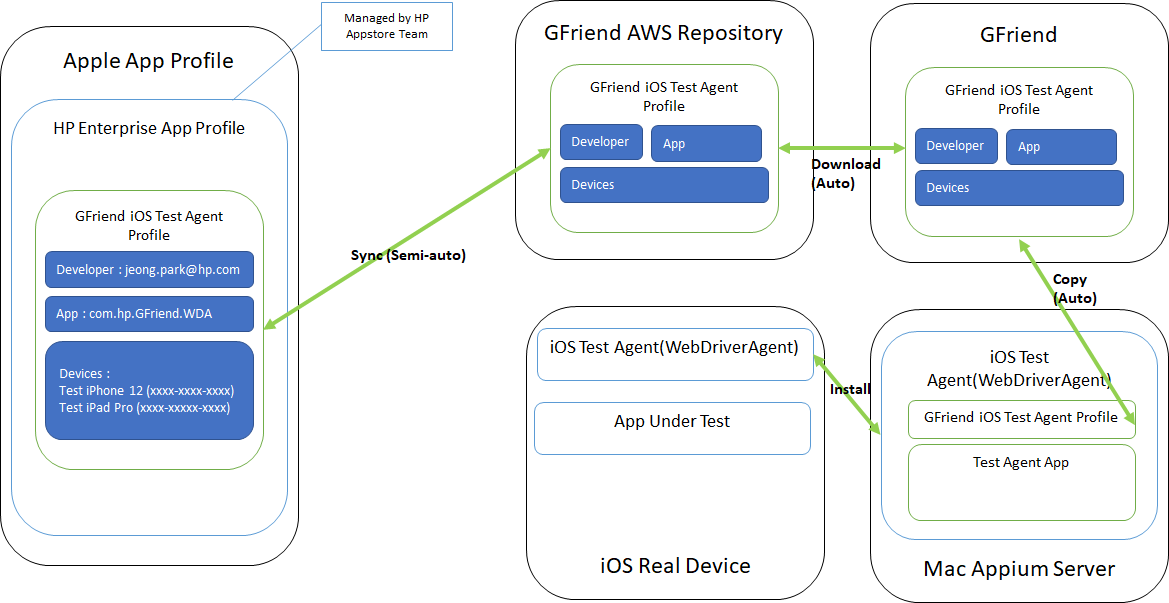 Managed by HP
Appstore Team
Apple App Profile
HP Enterprise App Profile
GFriend iOS Test Agent
Profile
Developer : jeong.park@hp.com
App : com.hp.GFriend.WDA
Devices :
Test iPhone 12 (xxxx-xxxx-xxxx)
Test iPad Pro (xxxx-xxxxx-xxxx)
Sync (Semi-auto)
GFriend AWS Repository
GFriend iOS Test Agent
Profile
Developer
App
Devices
Download
(Auto)
GFriend
GFriend iOS Test Agent
Profile
Developer
App
Devices
Copy
(Auto)
iOS Test Agent(WebDriverAgent)
App Under Test
iOS Real Device
Install
iOS Test
Agent(WebDriverAgent)
GFriend iOS Test Agent Profile
Test Agent App
Mac Appium Server